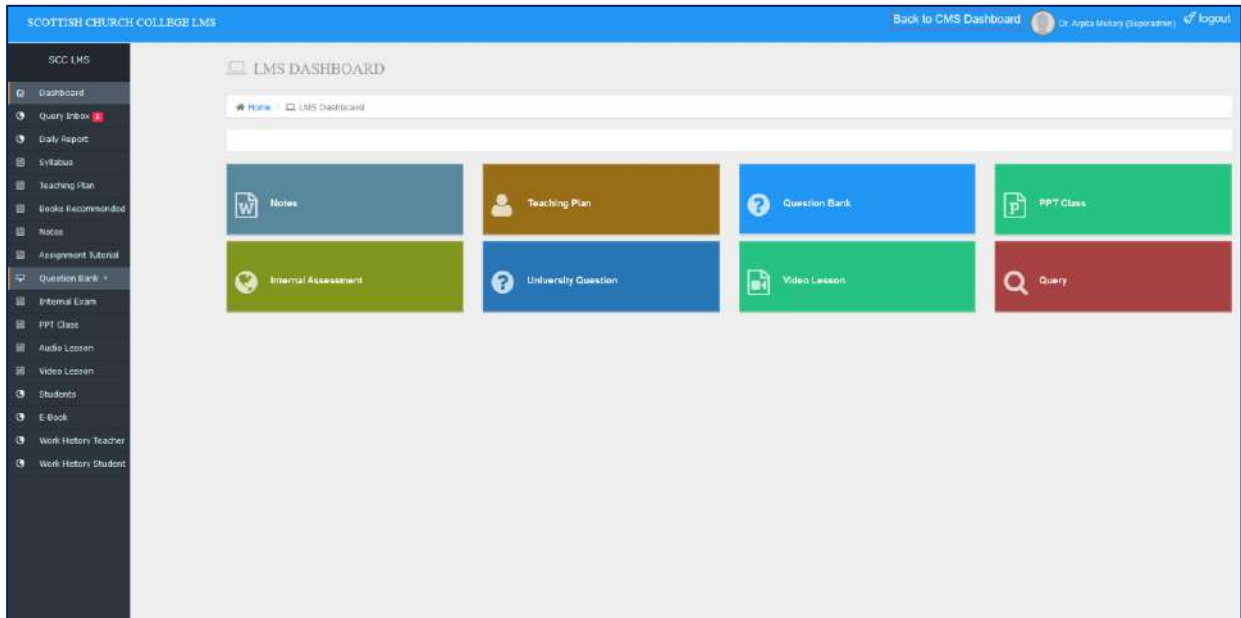 SCOTTISH CHURCH COLLEGE LMS
Back to CMS Dashboard
Dr. Arpita (Superadmin)
logout
SCC LMS
Dashboard
Query Inbox
Daily Report
Syllabus
Teaching Plan
Books Recommended
Notes
Assignment Tutorial
Question Bank
Internal Exam
PPT Class
Audio Lesson
Video Lesson
Students
E-Book
Work History Teacher
Work History Student
LMS DASHBOARD
Home LMS Dashboard
Notes
Teaching Plan
Question Bank
PPT Class
Internal Assessment
University Question
Video Lesson
Query